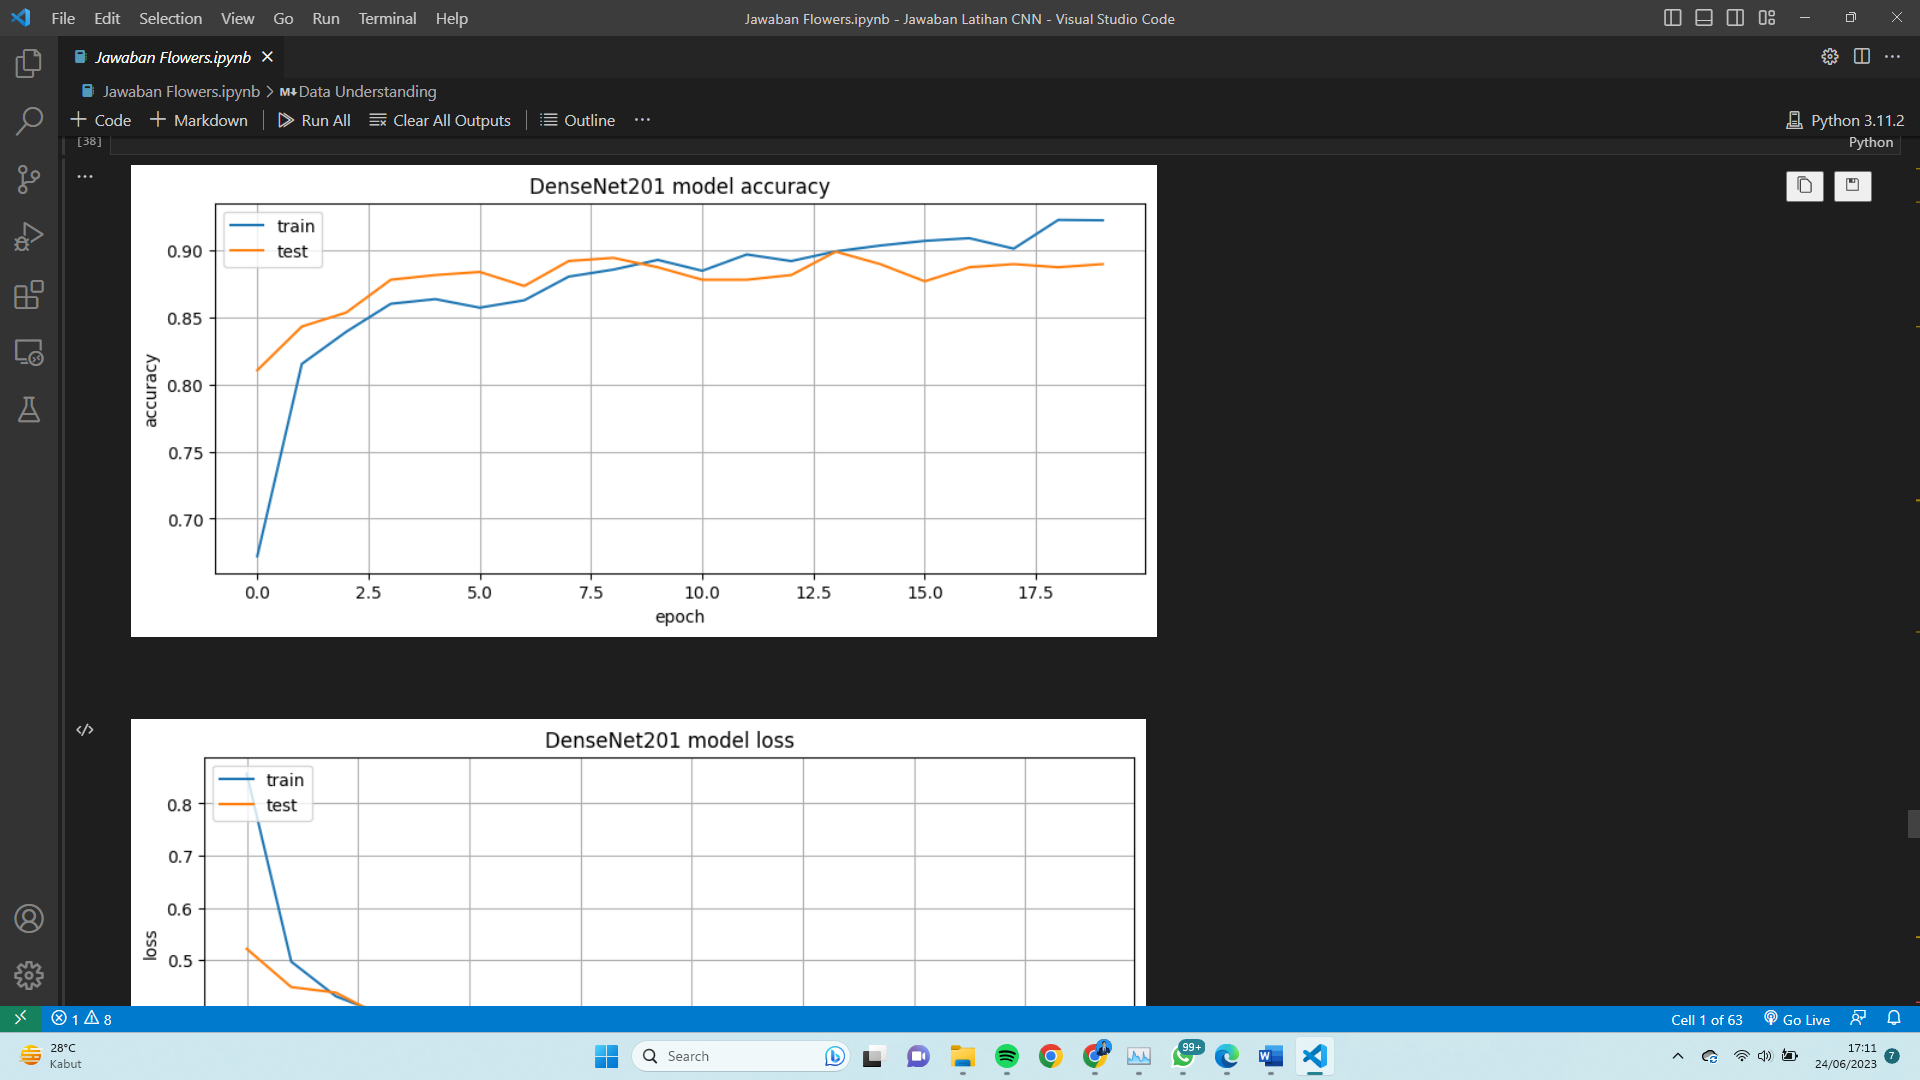 File Edit Selection View Go Run Terminal Help
Jawaban Flowers.ipynb - Jawaban Latihan CNN - Visual Studio Code
Jawaban Flowers.ipynb
Jawaban Flowers.ipynb > M↓Data Understanding
+ Code + Markdown Run All Clear All Outputs Outline ...
Python 3.11.2
[38]
Python
DenseNet201 model accuracy
train
test
0.90
0.85
0.80
0.75
0.70
accuracy
0.0 2.5 5.0 7.5 10.0 12.5 15.0 17.5
epoch
DenseNet201 model loss
train
test
0.8
0.7
0.6
0.5
loss
1 8
Cell 1 of 63 Go Live
28°C
Kabut
Search
99+
17:11
24/06/2023
7